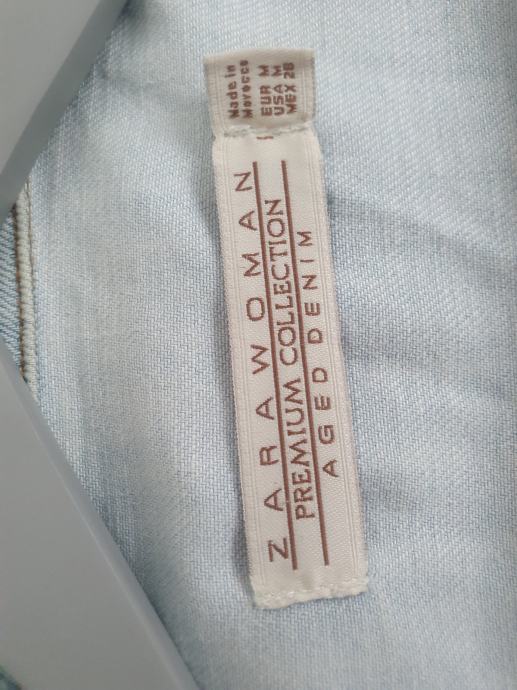 ZARA WOMAN
PREMIUM COLLECTION
AGED DENIM
Made in
Morocco
EUR M
USA M
MEX 28